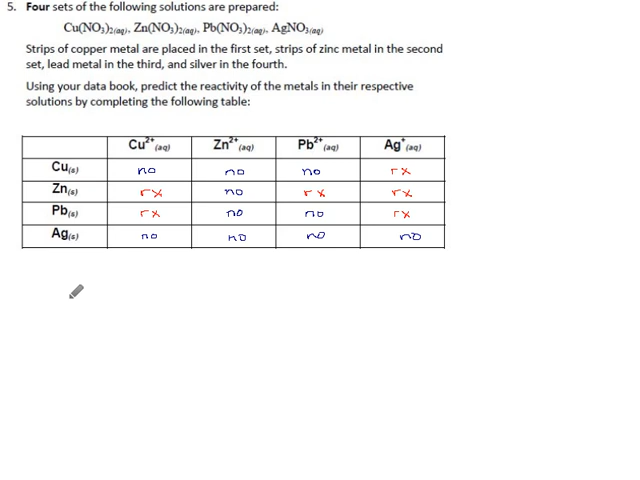 5. Four sets of the following solutions are prepared:
Cu(NO₃)₂(aq), Zn(NO₃)₂(aq), Pb(NO₃)₂(aq), AgNO₃(aq)
Strips of copper metal are placed in the first set, strips of zinc metal in the second
set, lead metal in the third, and silver in the fourth.
Using your data book, predict the reactivity of the metals in their respective
solutions by completing the following table:
Cu²⁺(aq) Zn²⁺(aq) Pb²⁺(aq) Ag⁺(aq)
Cu(s) no no no rx
Zn(s) rx no rx rx
Pb(s) rx no no rx
Ag(s) no no no no